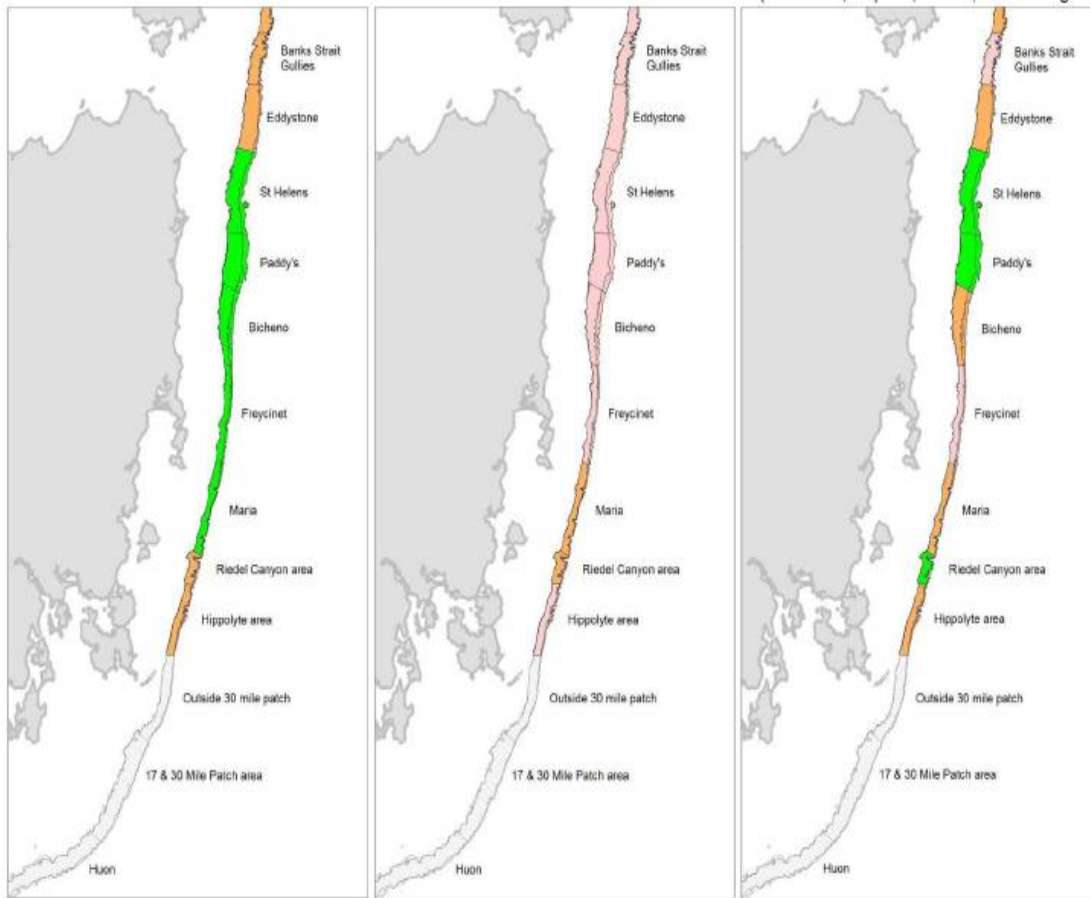 Banks Strait
Gullies
Eddystone
St Helens
Paddy's
Bicheno
Freycinet
Maria
Riedel Canyon area
Hippolyte area
Outside 30 mile patch
17 & 30 Mile Patch area
Huon
Banks Strait
Gullies
Eddystone
St Helens
Paddy's
Bicheno
Freycinet
Maria
Riedel Canyon area
Hippolyte area
Outside 30 mile patch
17 & 30 Mile Patch area
Huon
Banks Strait
Gullies
Eddystone
St Helens
Paddy's
Bicheno
Freycinet
Maria
Riedel Canyon area
Hippolyte area
Outside 30 mile patch
17 & 30 Mile Patch area
Huon